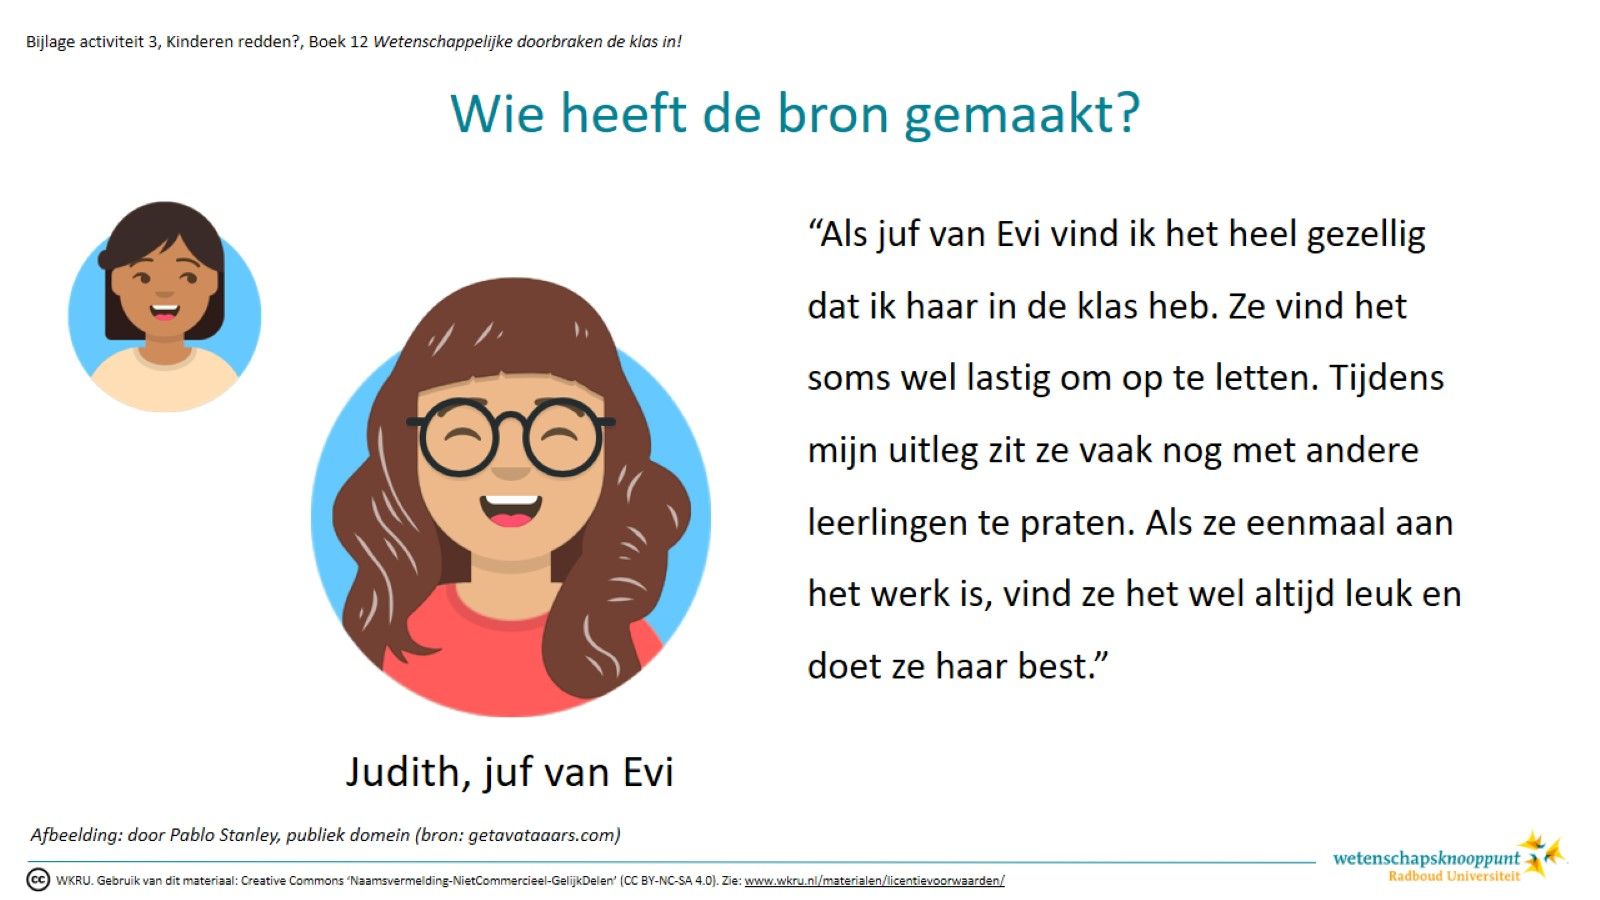 Bijlage activiteit 3, Kinderen redden?, Boek 12 Wetenschappelijke doorbraken de klas in!
Wie heeft de bron gemaakt?
“Als juf van Evi vind ik het heel gezellig
dat ik haar in de klas heb. Ze vind het
soms wel lastig om op te letten. Tijdens
mijn uitleg zit ze vaak nog met andere
leerlingen te praten. Als ze eenmaal aan
het werk is, vind ze het wel altijd leuk en
doet ze haar best.”
Judith, juf van Evi
Afbeelding: door Pablo Stanley, publiek domein (bron: getavataaars.com)
cc WKRU. Gebruik van dit materiaal: Creative Commons ‘Naamsvermelding-NietCommercieel-GelijkDelen’ (CC BY-NC-SA 4.0). Zie: www.wkru.nl/materialen/licentievoorwaarden/
wetenschapsknooppunt
Radboud Universiteit